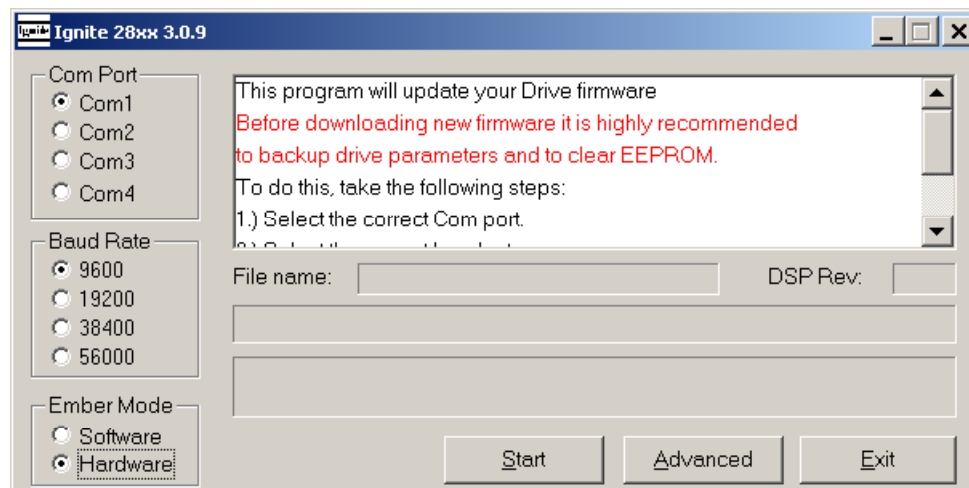 Ignite Ignite 28xx 3.0.9
Com Port
Com1
Com2
Com3
Com4
Baud Rate
9600
19200
38400
56000
Ember Mode
Software
Hardware
This program will update your Drive firmware
Before downloading new firmware it is highly recommended
to backup drive parameters and to clear EEPROM.
To do this, take the following steps:
1.) Select the correct Com port.
File name:
DSP Rev:
Start
Advanced
Exit